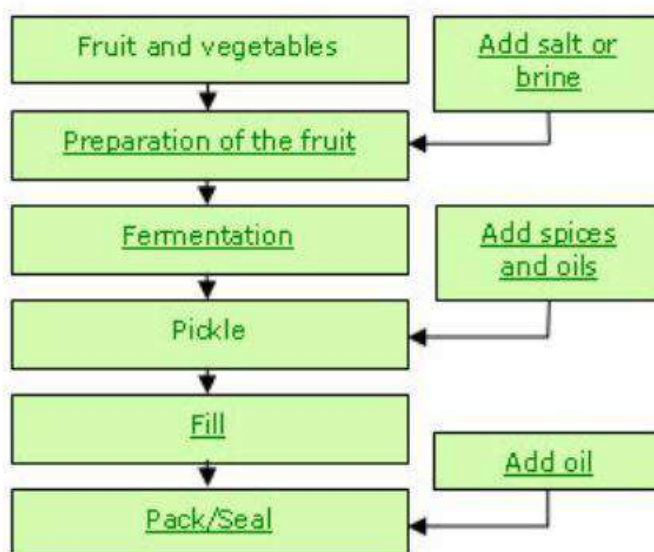 Fruit and vegetables
Add salt or
brine
Preparation of the fruit
Fermentation
Add spices
and oils
Pickle
Fill
Add oil
Pack/Seal